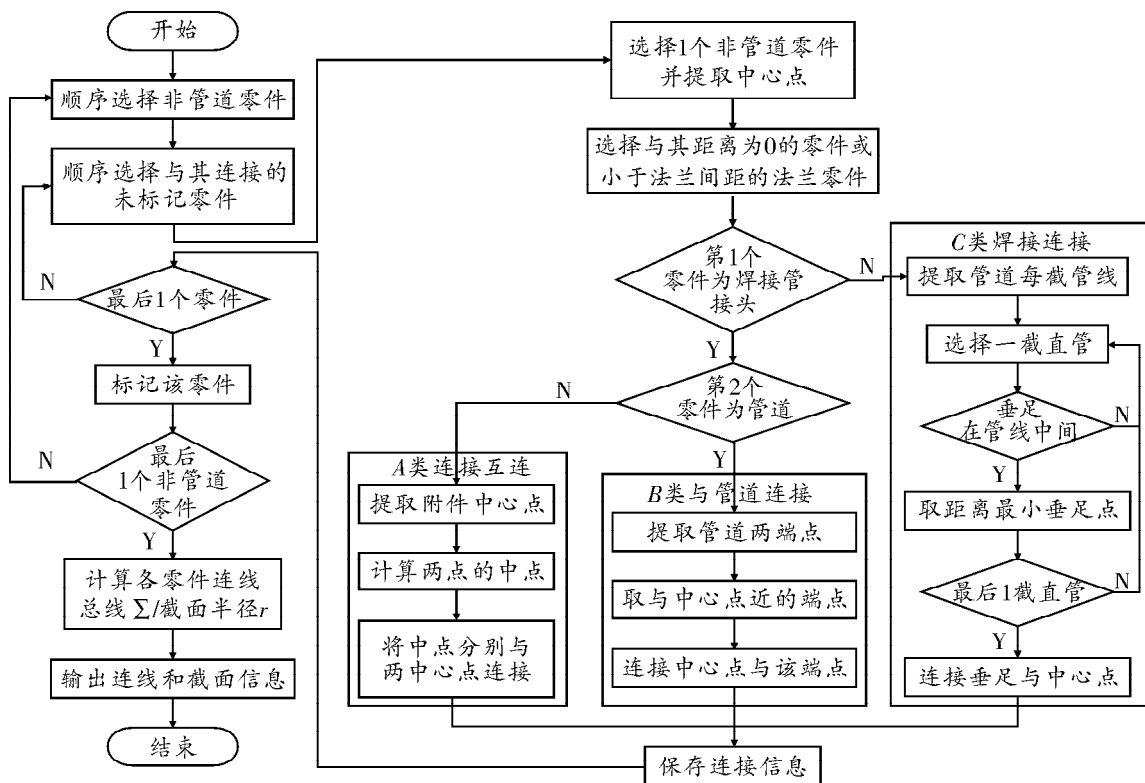 开始
顺序选择非管道零件
顺序选择与其连接的
未标记零件
N
最后1个零件
Y
标记该零件
N
最后
1个非管道
零件
Y
计算各零件连线
总线∑l截面半径r
输出连线和截面信息
结束
选择1个非管道零件
并提取中心点
选择与其距离为0的零件或
小于法兰间距的法兰零件
第1个
零件为焊接管
接头
N
Y
第2个
零件为管道
N
Y
A类连接互连
提取附件中心点
计算两点的中点
将中点分别与
两中心点连接
B类与管道连接
提取管道两端点
取与中心点近的端点
连接中心点与该端点
C类焊接连接
提取管道每截管线
选择一截直管
垂足
在管线中间
N
Y
取距离最小垂足点
最后1截直管
N
Y
连接垂足与中心点
保存连接信息